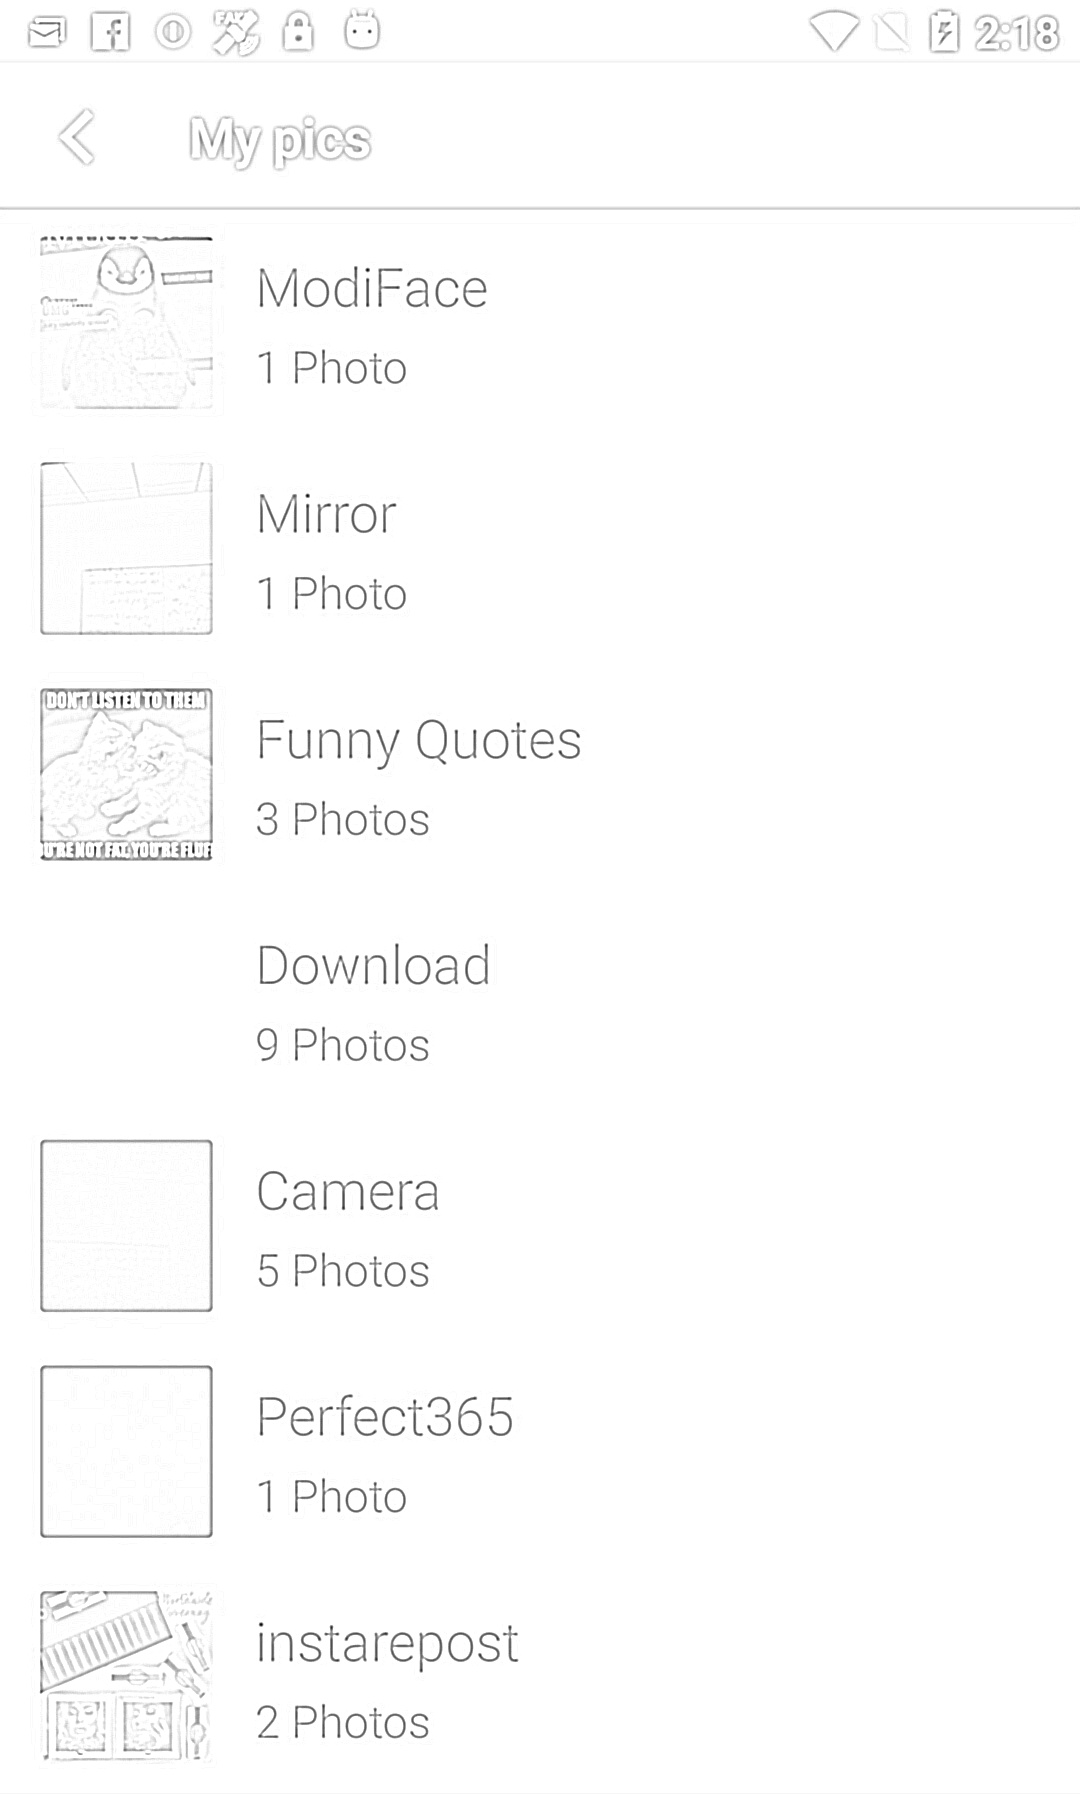 2:18
My pics
ModiFace
1 Photo
Mirror
1 Photo
DON'T LISTEN TO THEM
Funny Quotes
3 Photos
U'RE NOT FAT, YOU'RE FLUF
Download
9 Photos
Camera
5 Photos
Perfect365
1 Photo
instarepost
2 Photos